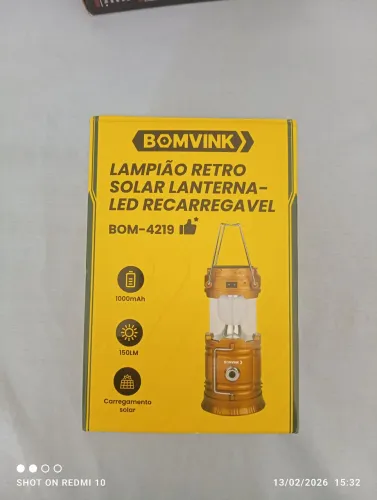 BOMVINK
LAMPIÃO RETRO
SOLAR LANTERNA-
LED RECARREGAVEL
BOM-4219
1000mAh
150LM
Carregamento
solar
BOMVINK
SHOT ON REDMI 10
13/02/2026 15:32